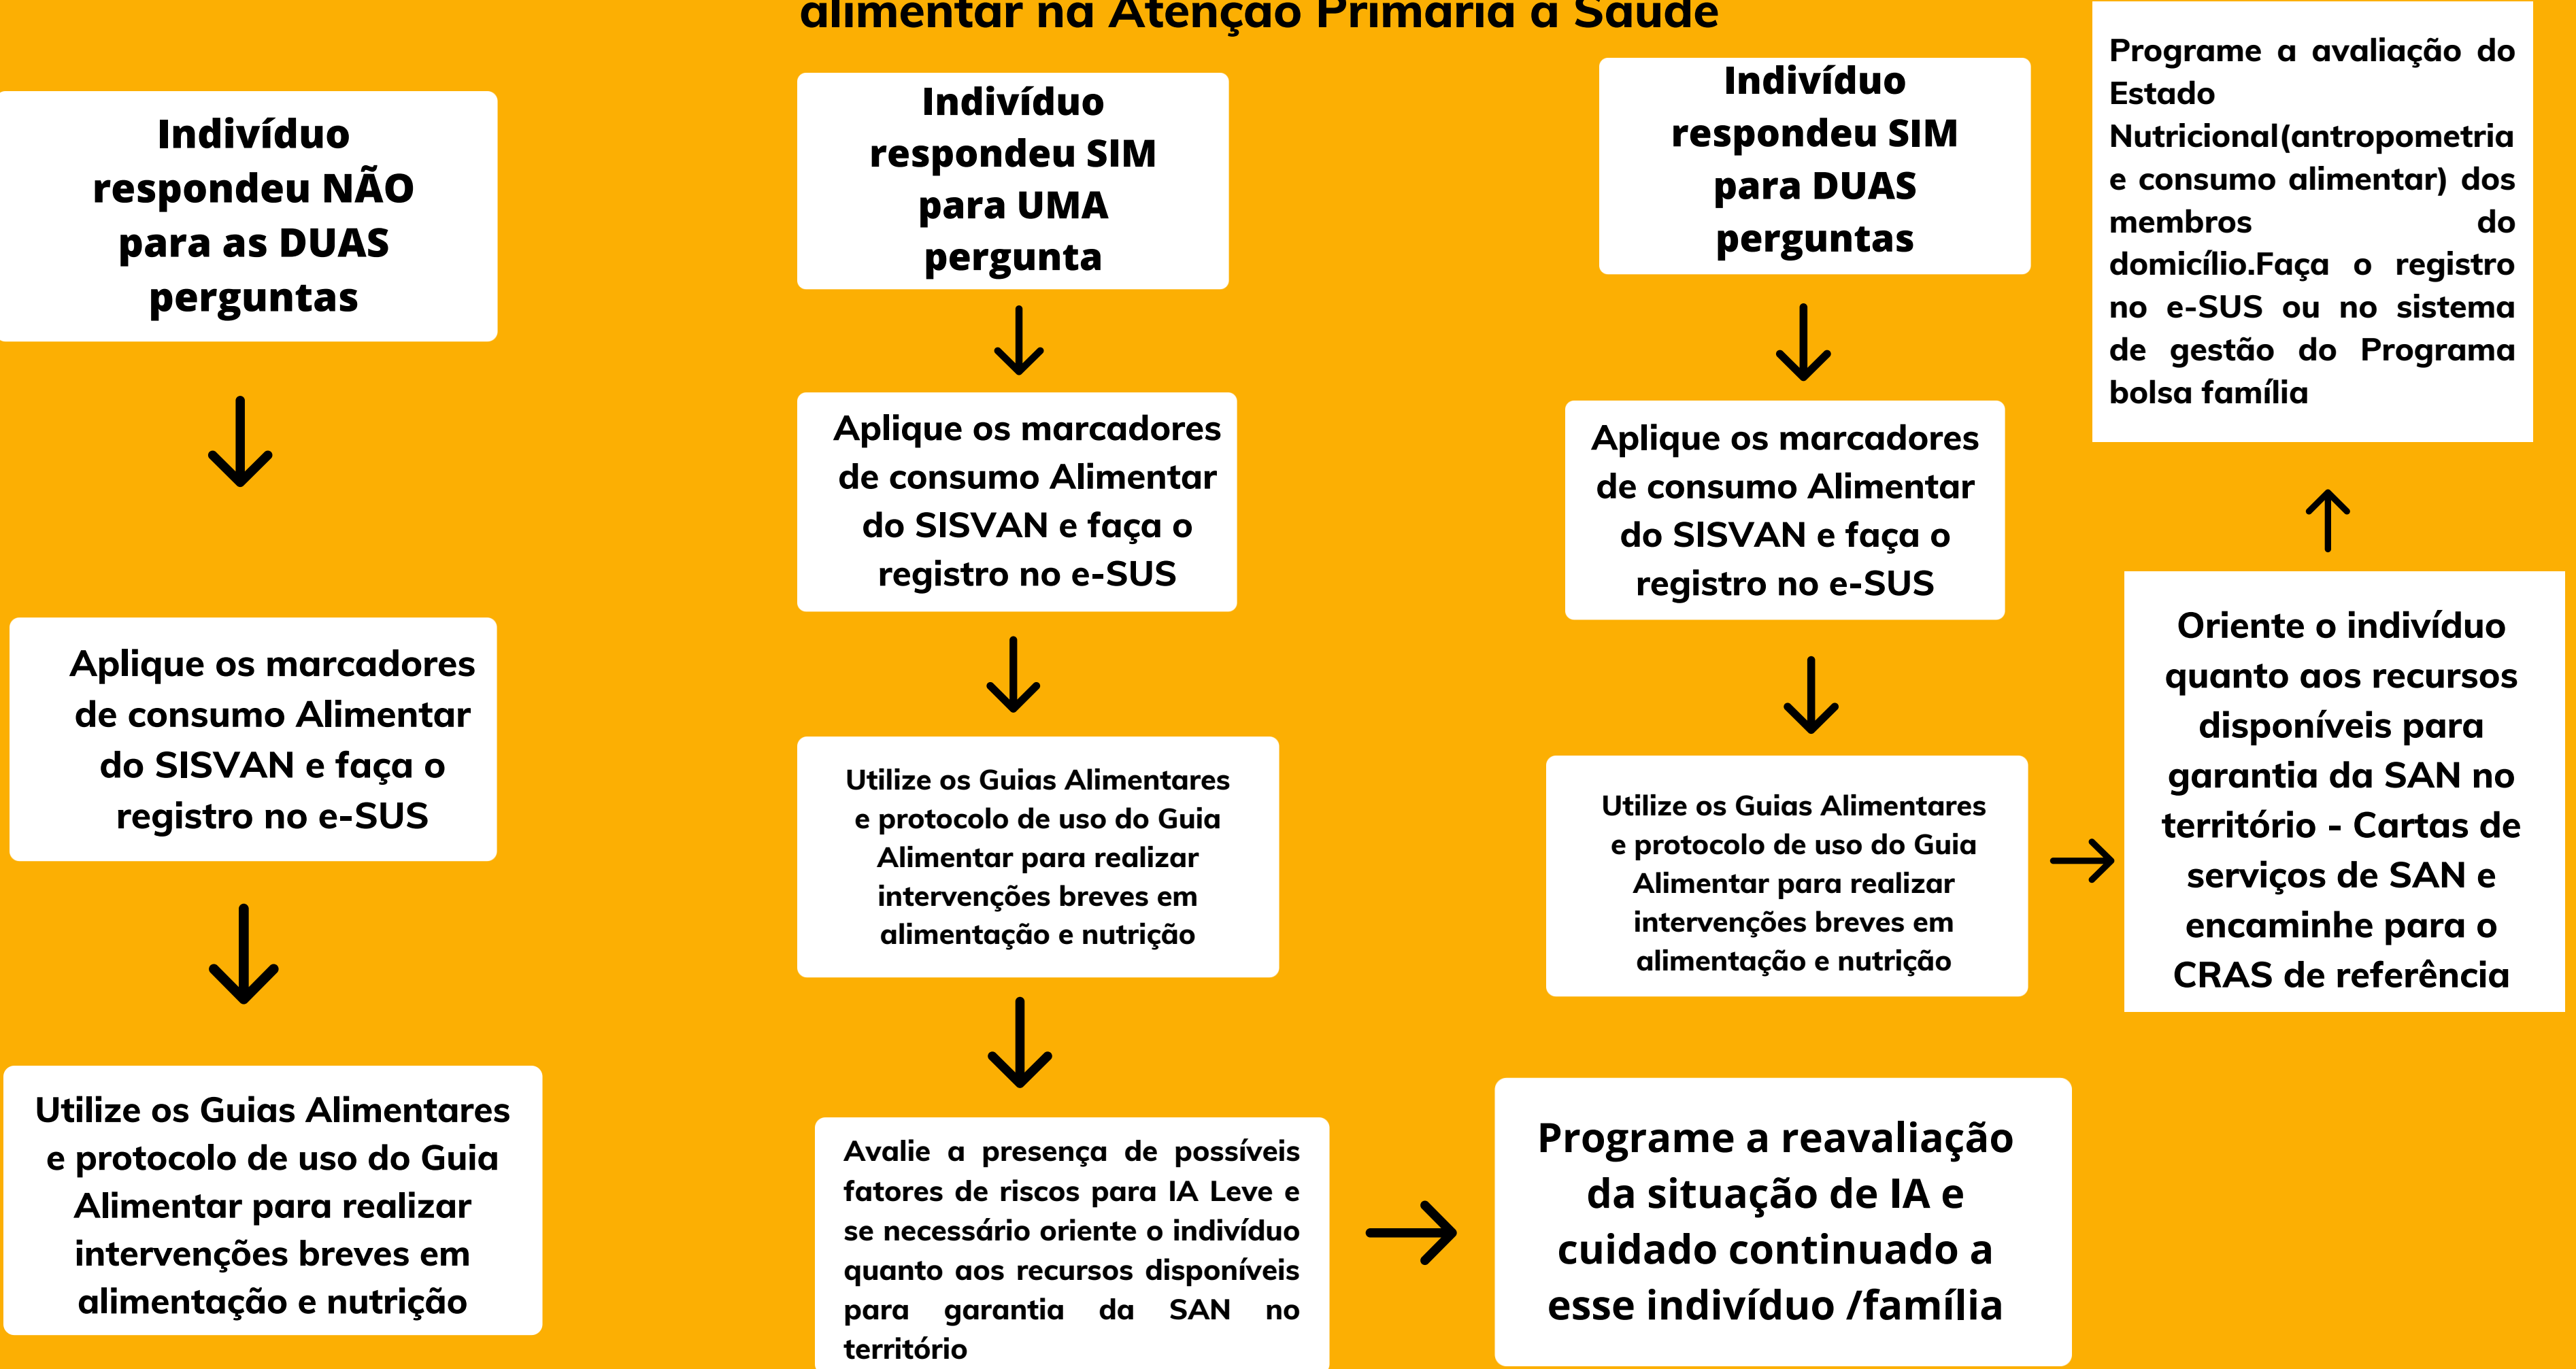 alimentar na Atenção Primária à Saúde
Indivíduo
respondeu NÃO
para as DUAS
perguntas
Aplique os marcadores
de consumo Alimentar
do SISVAN e faça o
registro no e-SUS
Utilize os Guias Alimentares
e protocolo de uso do Guia
Alimentar para realizar
intervenções breves em
alimentação e nutrição
Indivíduo
respondeu SIM
para UMA
pergunta
Aplique os marcadores
de consumo Alimentar
do SISVAN e faça o
registro no e-SUS
Utilize os Guias Alimentares
e protocolo de uso do Guia
Alimentar para realizar
intervenções breves em
alimentação e nutrição
Avalie a presença de possíveis
fatores de riscos para IA Leve e
se necessário oriente o indivíduo
quanto aos recursos disponíveis
para garantia da SAN no
território
Programe a reavaliação
da situação de IA e
cuidado continuado a
esse indivíduo /família
Indivíduo
respondeu SIM
para DUAS
perguntas
Aplique os marcadores
de consumo Alimentar
do SISVAN e faça o
registro no e-SUS
Utilize os Guias Alimentares
e protocolo de uso do Guia
Alimentar para realizar
intervenções breves em
alimentação e nutrição
Oriente o indivíduo
quanto aos recursos
disponíveis para
garantia da SAN no
território - Cartas de
serviços de SAN e
encaminhe para o
CRAS de referência
Programe a avaliação do
Estado
Nutricional(antropometria
e consumo alimentar) dos
membros do
domicílio.Faça o registro
no e-SUS ou no sistema
de gestão do Programa
bolsa família